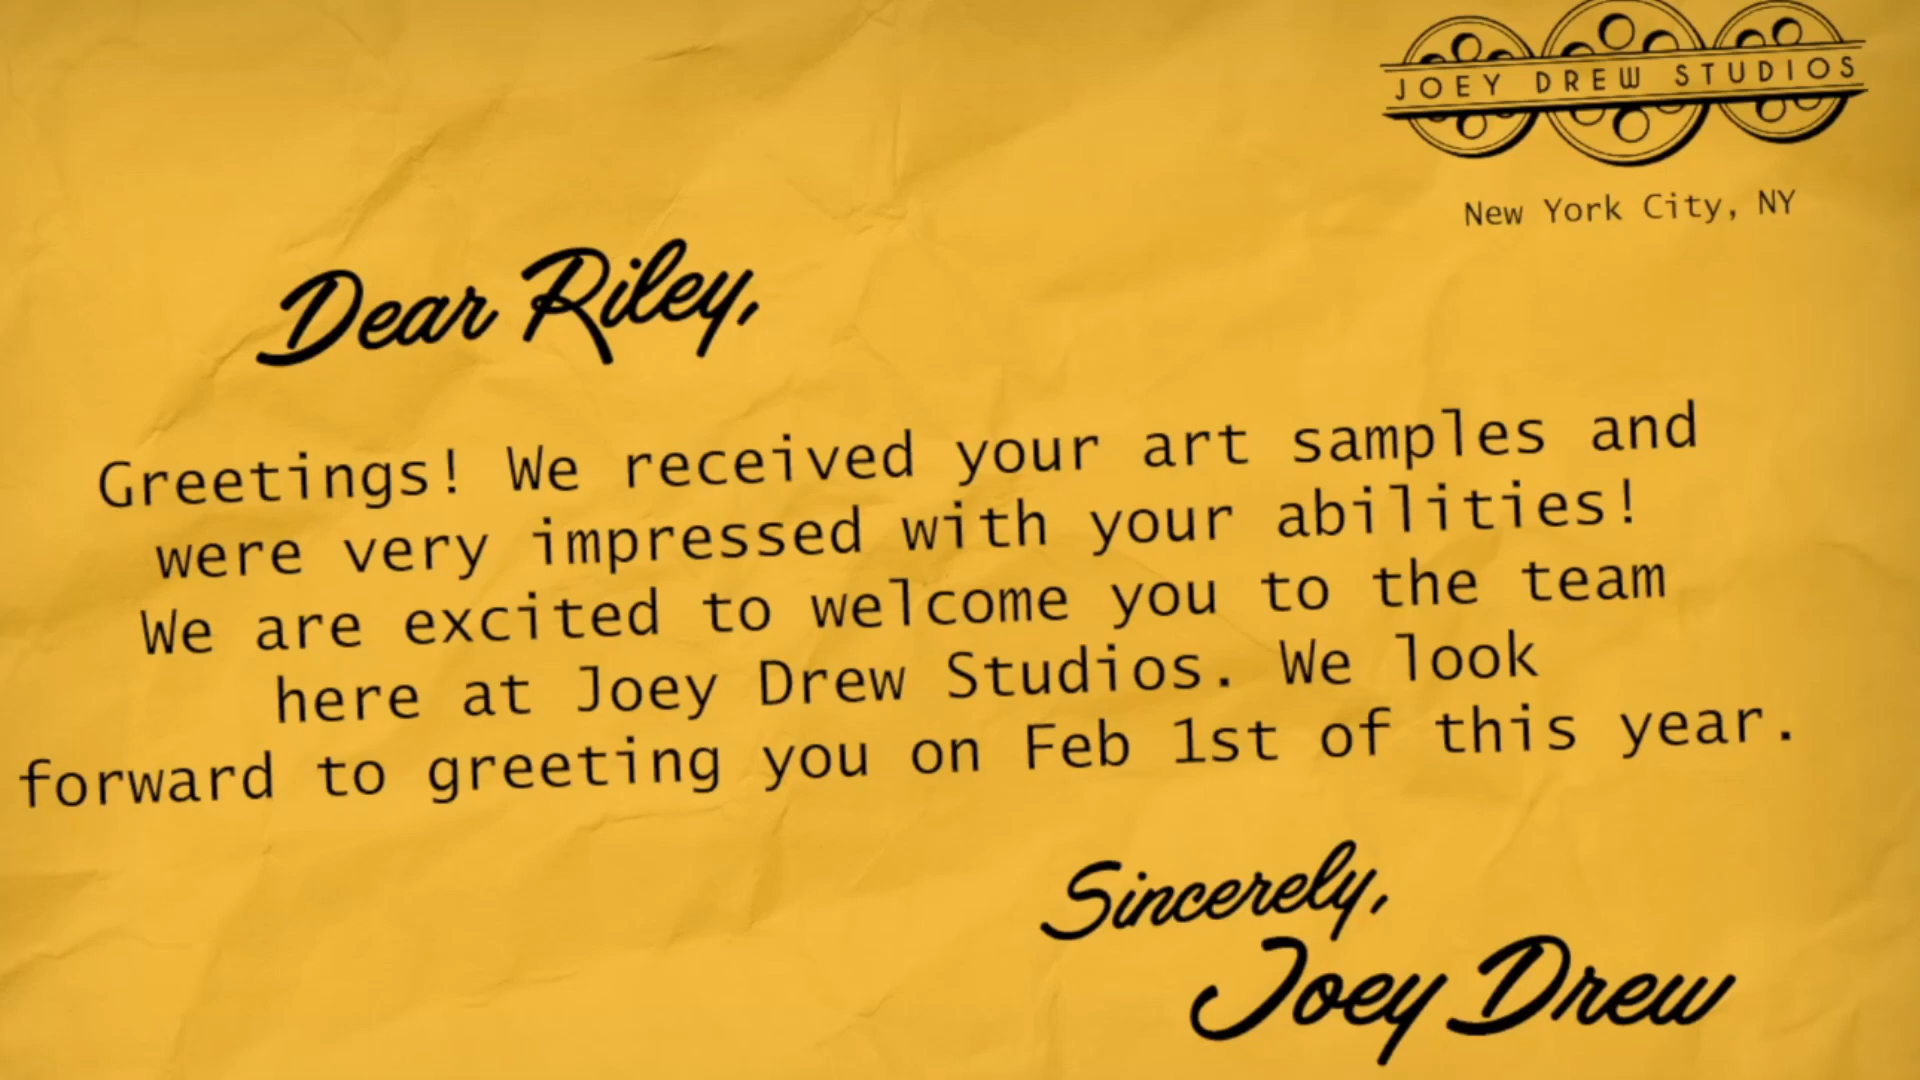 JOEY DREW STUDIOS
New York City, NY
Dear Riley,
Greetings! We received your art samples and
were very impressed with your abilities!
We are excited to welcome you to the team
here at Joey Drew Studios. We look
forward to greeting you on Feb 1st of this year.
Sincerely,
Joey Drew